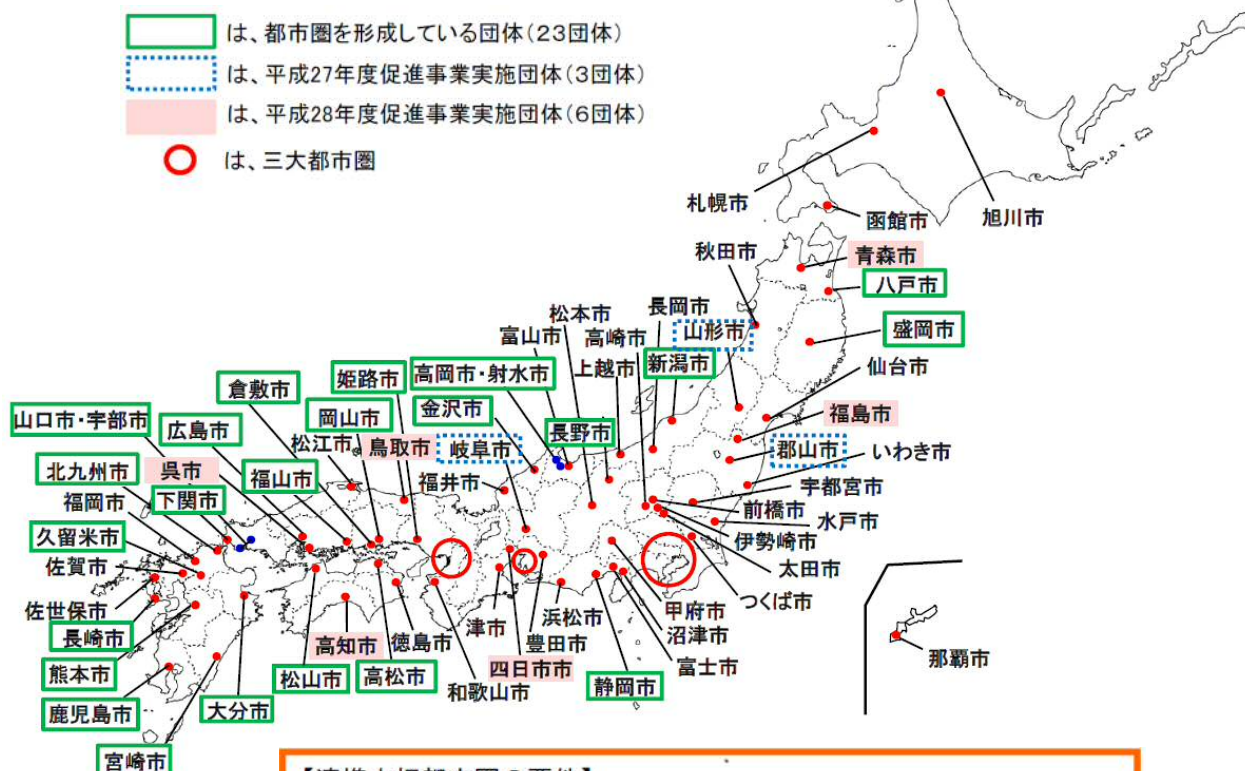 は、都市圏を形成している団体(23団体)
は、平成27年度促進事業実施団体(3団体)
は、平成28年度促進事業実施団体(6団体)
は、三大都市圏
札幌市
函館市
旭川市
秋田市
青森市
八戸市
松本市
長岡市
富山市
高崎市
山形市
盛岡市
上越市
新潟市
仙台市
倉敷市
姫路市
高岡市・射水市
岡山市
金沢市
福島市
山口市・宇部市
広島市
松江市
鳥取市
岐阜市
長野市
郡山市
いわき市
北九州市
呉市
福山市
福井市
宇都宮市
福岡市
下関市
前橋市
水戸市
久留米市
伊勢崎市
佐賀市
太田市
佐世保市
つくば市
長崎市
高知市
徳島市
津市
豊田市
浜松市
甲府市
沼津市
富士市
那覇市
熊本市
松山市
高松市
和歌山市
四日市市
静岡市
鹿児島市
大分市
宮崎市
【連携中枢都市圏の要件】